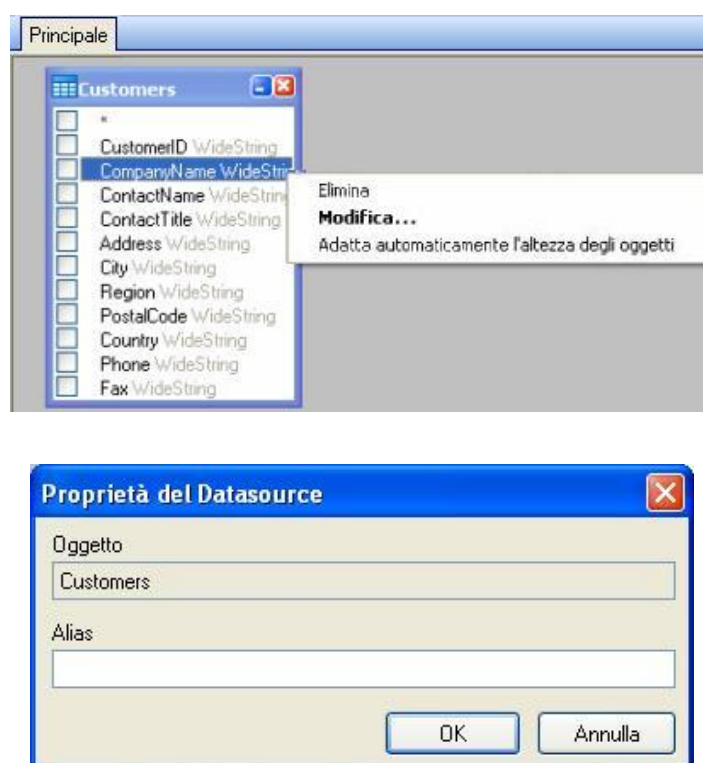 Principale
Customers
*
CustomerID WideString
CompanyName WideStrin
ContactName WideString
ContactTitle WideString
Address WideString
City WideString
Region WideString
PostalCode WideString
Country WideString
Phone WideString
Fax WideString
Elimina
Modifica...
Adatta automaticamente l'altezza degli oggetti
Proprietà del Datasource
Oggetto
Customers
Alias
OK
Annulla